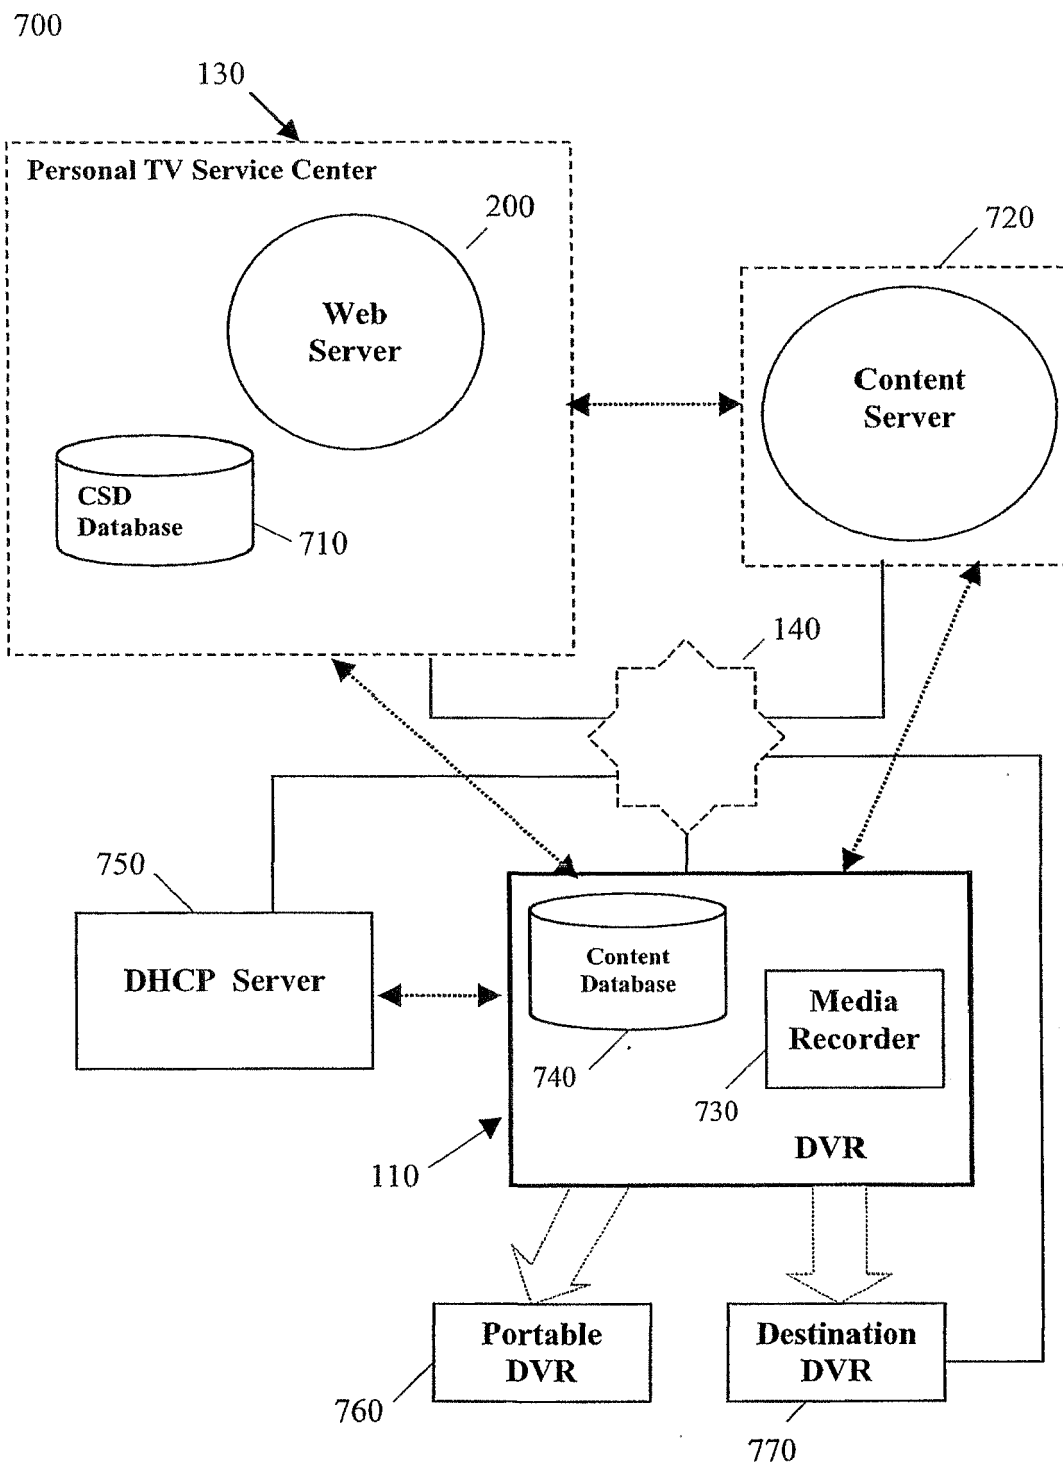 700
130
Personal TV Service Center
200
720
Web
Server
Content
Server
CSD
Database
710
140
750
DHCP Server
Content
Database
Media
Recorder
740
730
DVR
110
Portable
DVR
Destination
DVR
760
770